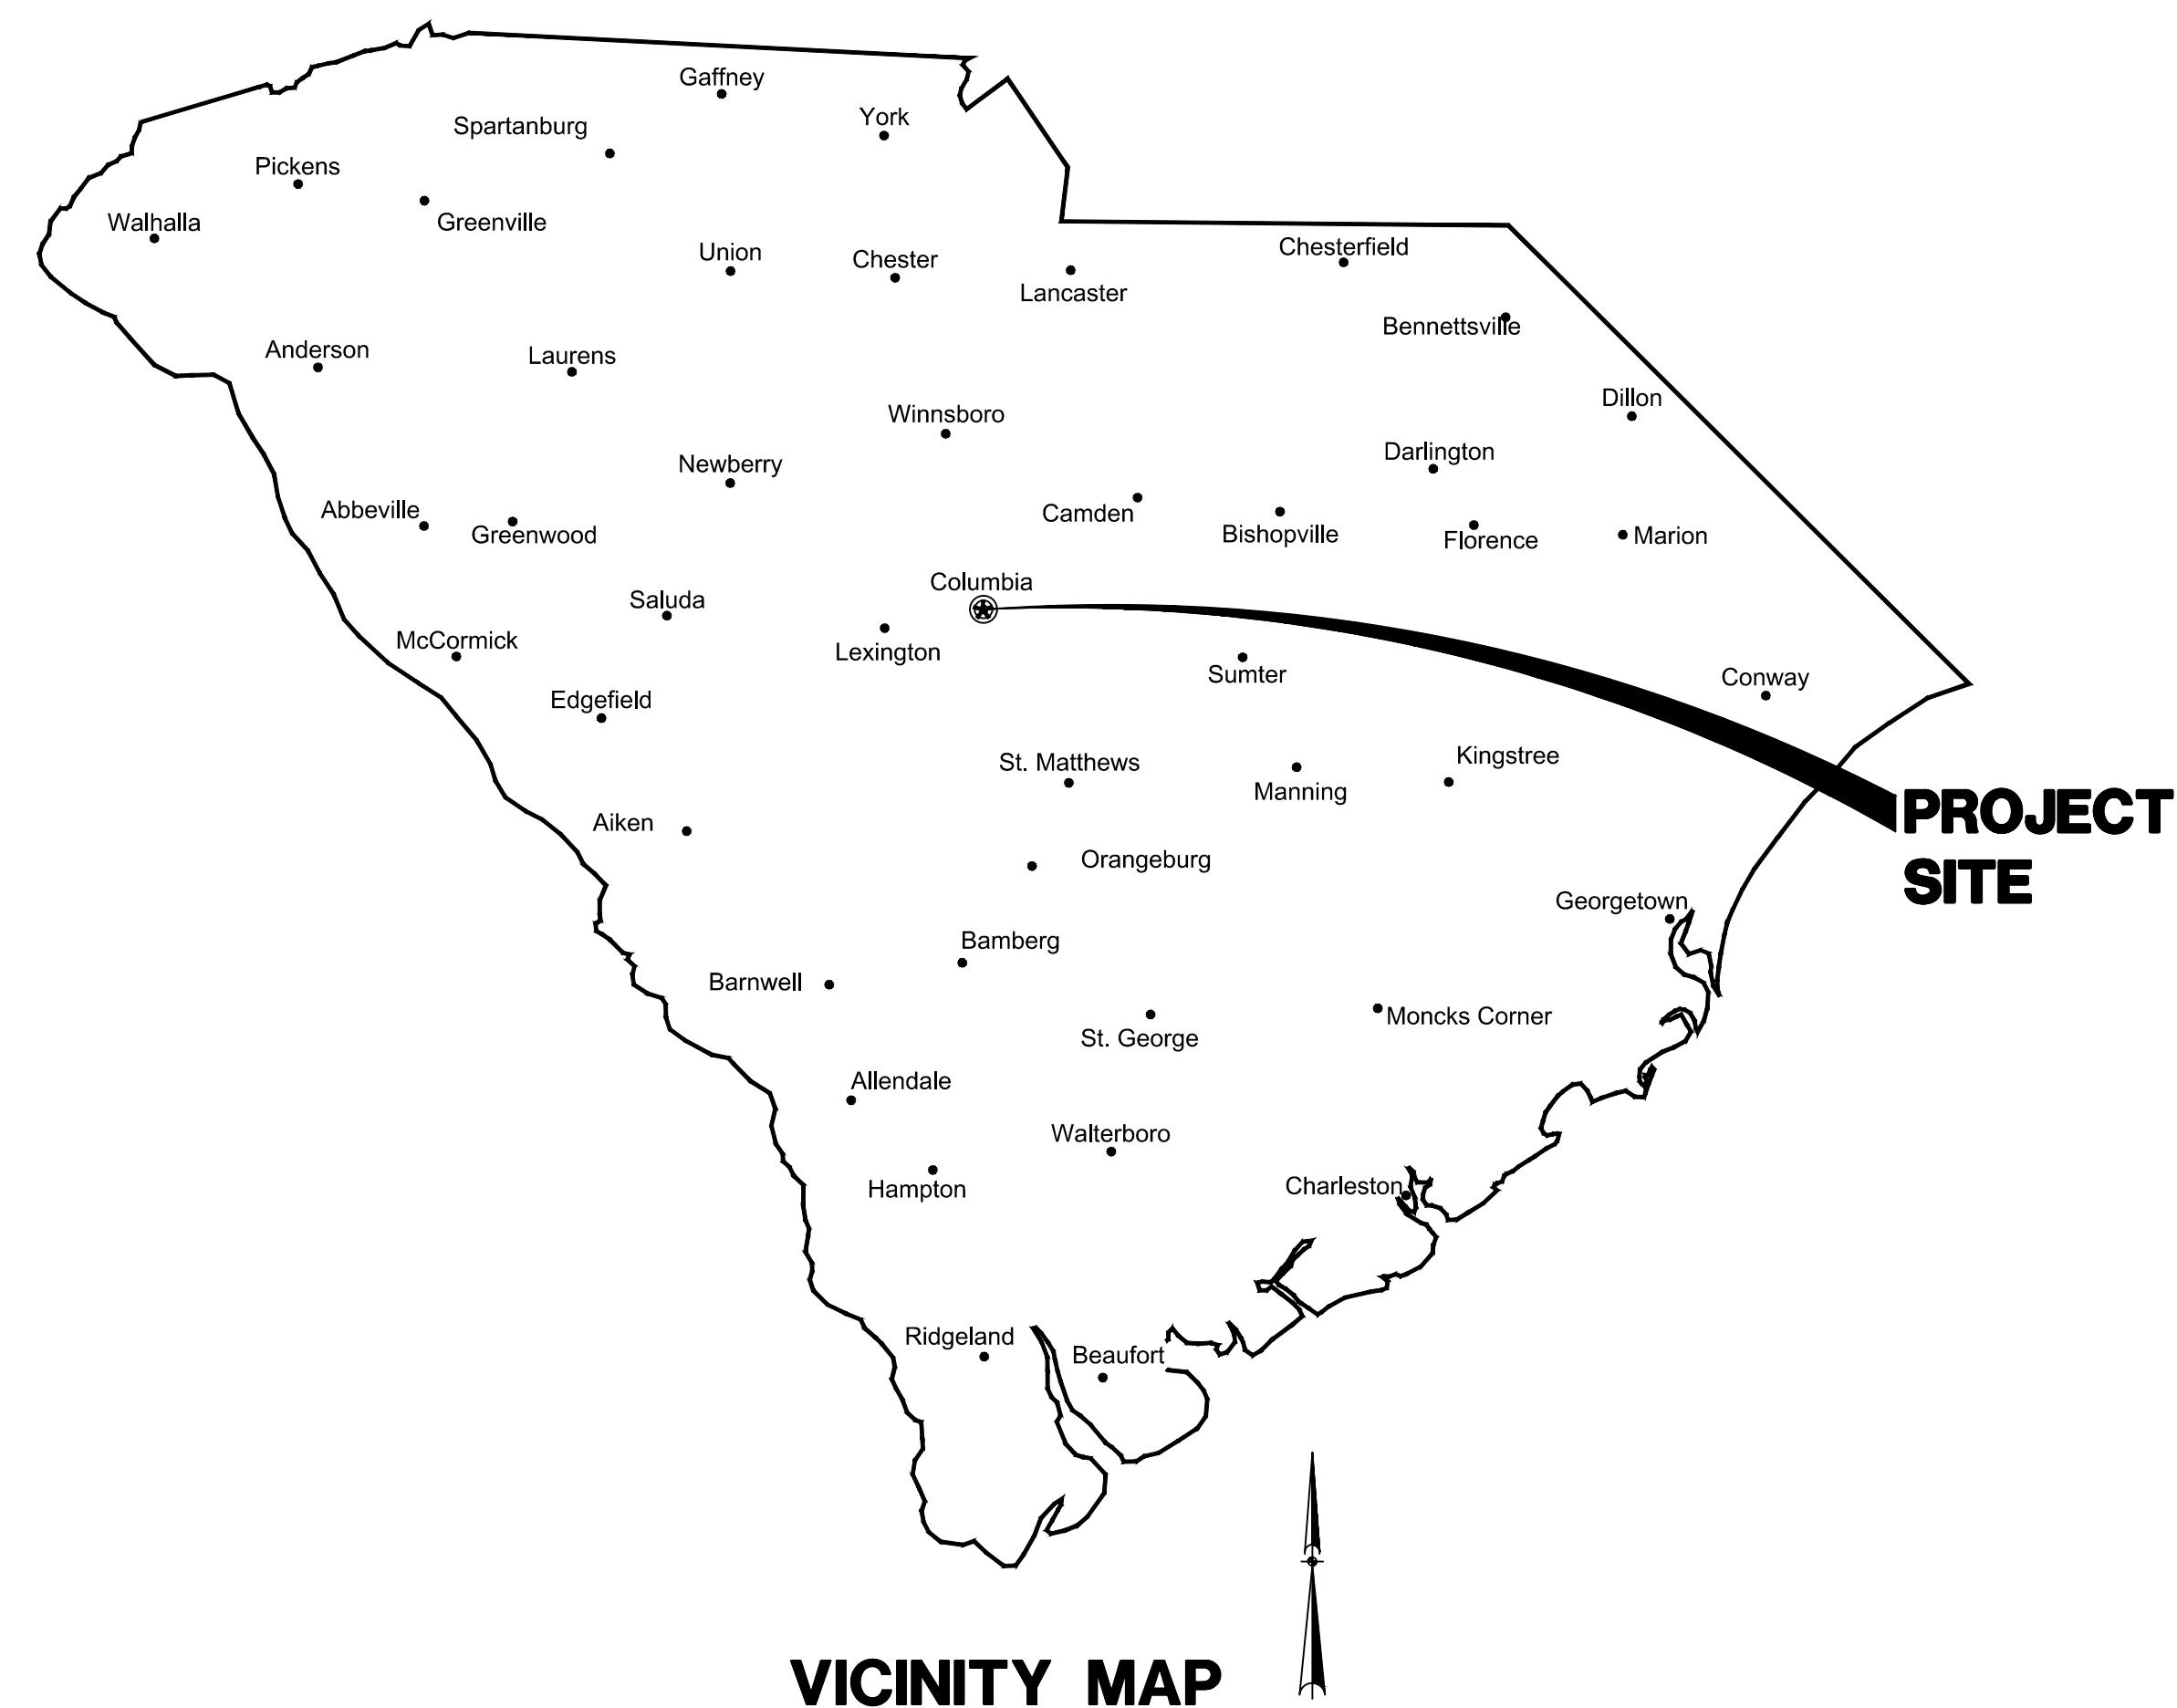 Gaffney
York
Spartanburg
Pickens
Walhalla
Greenville
Union
Chester
Chesterfield
Lancaster
Bennettsville
Anderson
Laurens
Dillon
Winnsboro
Darlington
Newberry
Abbeville
Greenwood
Camden
Bishopville
Florence
Marion
Columbia
Saluda
McCormick
Lexington
Sumter
Conway
Edgefield
St. Matthews
Kingstree
Manning
PROJECT
SITE
Aiken
Orangeburg
Georgetown
Bamberg
Barnwell
Moncks Corner
St. George
Allendale
Walterboro
Hampton
Charleston
Ridgeland
Beaufort
VICINITY MAP